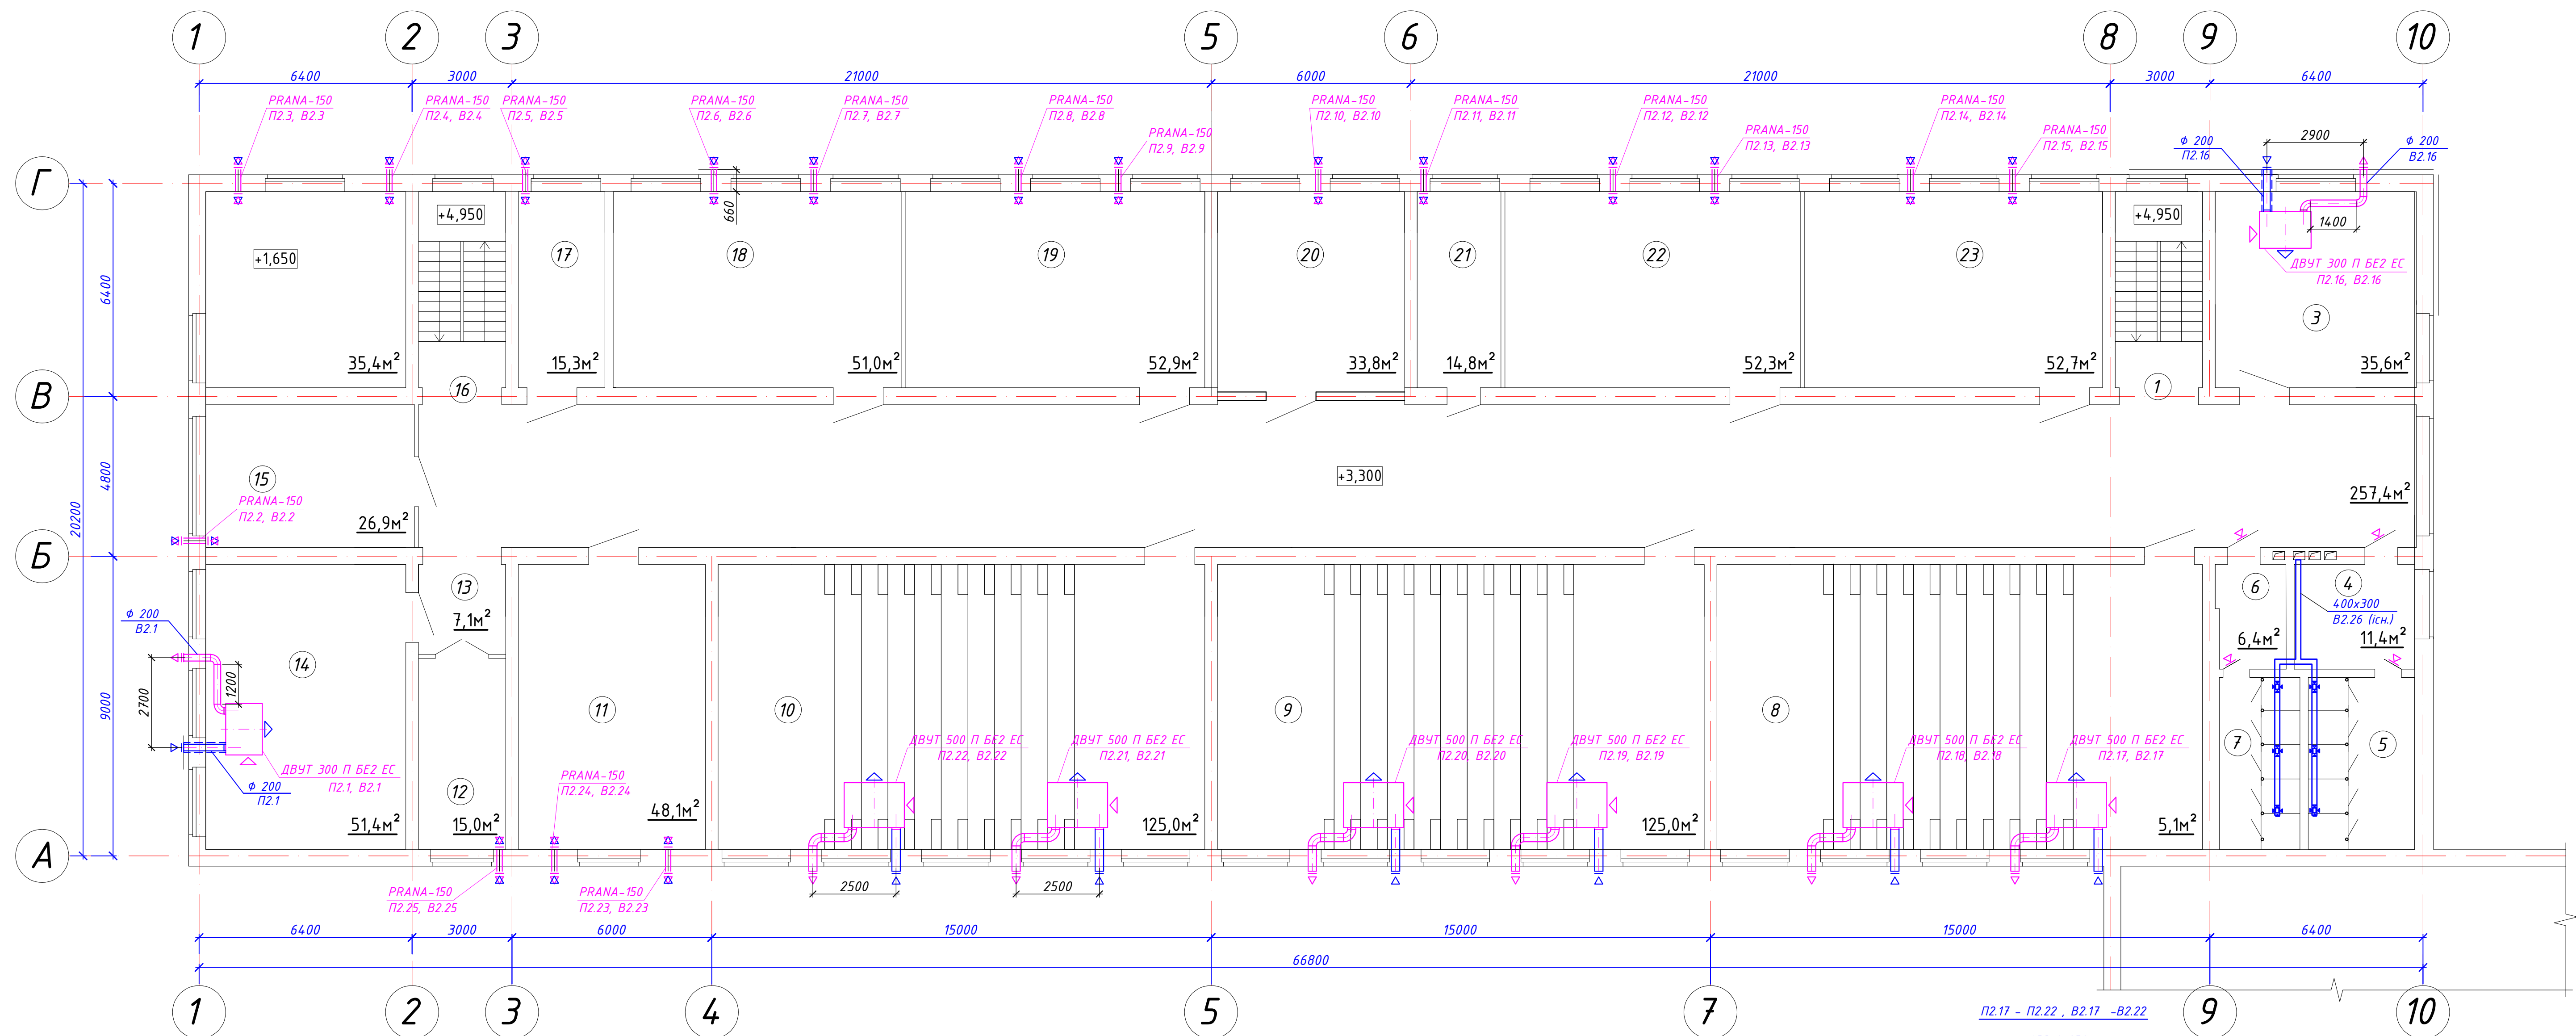 1 2 3 5 6 8 9 10
6400 3000 21000 6000 21000 3000 6400
PRANA-150
П2.3, В2.3
PRANA-150
П2.4, В2.4
PRANA-150
П2.5, В2.5
PRANA-150
П2.6, В2.6
PRANA-150
П2.7, В2.7
PRANA-150
П2.8, В2.8
PRANA-150
П2.9, В2.9
PRANA-150
П2.10, В2.10
PRANA-150
П2.11, В2.11
PRANA-150
П2.12, В2.12
PRANA-150
П2.13, В2.13
PRANA-150
П2.14, В2.14
PRANA-150
П2.15, В2.15
ф 200
П2.16
2900
ф 200
В2.16
Г
660
1400
+4,950
+4,950
+1,650
17
18
19
20
21
22
23
ДВУТ 300 П БЕ2 ЕС
П2.16, В2.16
3
6400
35,4м²
15,3м²
51,0м²
52,9м²
33,8м²
14,8м²
52,3м²
52,7м²
35,6м²
В
16
1
4800
20200
15
+3,300
257,4м²
PRANA-150
П2.2, В2.2
26,9м²
Б
13
7,1м²
6
4
400x300
В2.26 (існ.)
6,4м²
11,4м²
ф 200
В2.1
14
2700
1200
9000
11
10
9
8
7
5
ДВУТ 300 П БЕ2 ЕС
П2.1, В2.1
ф 200
П2.1
PRANA-150
П2.24, В2.24
ДВУТ 500 П БЕ2 ЕС
П2.22, В2.22
ДВУТ 500 П БЕ2 ЕС
П2.21, В2.21
ДВУТ 500 П БЕ2 ЕС
П2.20, В2.20
ДВУТ 500 П БЕ2 ЕС
П2.19, В2.19
ДВУТ 500 П БЕ2 ЕС
П2.18, В2.18
ДВУТ 500 П БЕ2 ЕС
П2.17, В2.17
12
51,4м²
15,0м²
48,1м²
125,0м²
125,0м²
5,1м²
А
PRANA-150
П2.25, В2.25
PRANA-150
П2.23, В2.23
2500
2500
6400 3000 6000 15000 15000 15000 6400
66800
1 2 3 4 5 7 9 10
П2.17 - П2.22 , В2.17 -В2.22